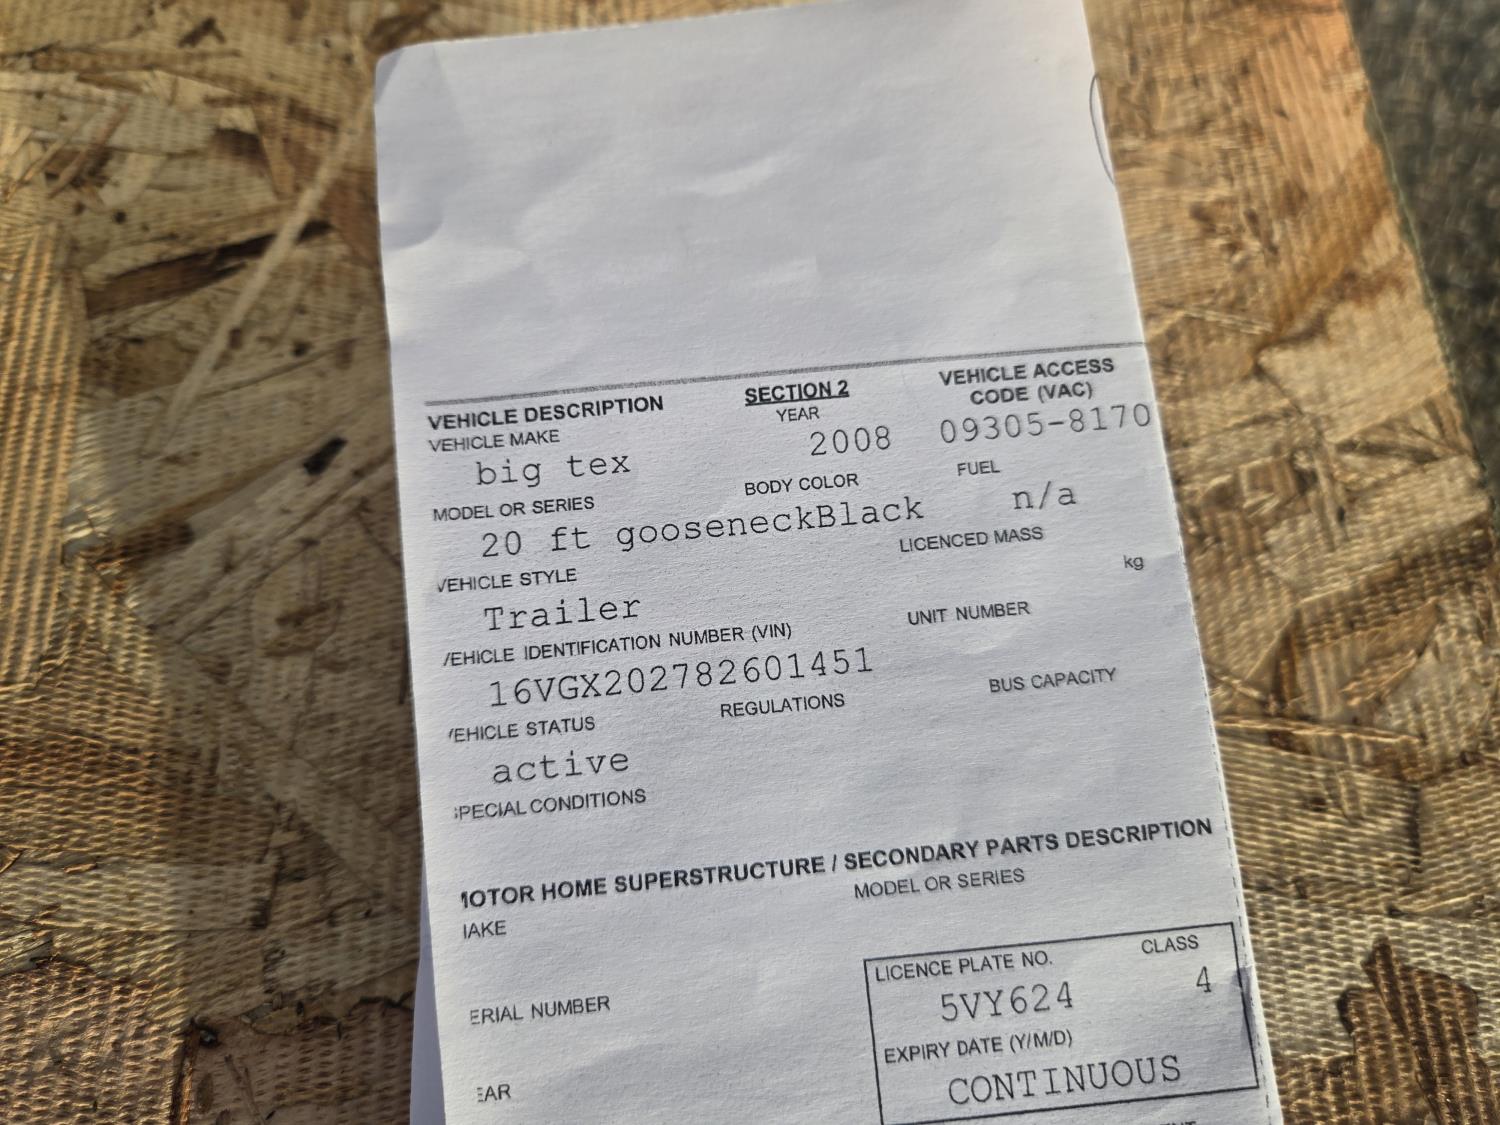 VEHICLE DESCRIPTION SECTION 2 VEHICLE ACCESS
VEHICLE MAKE YEAR CODE (VAC)
big tex 2008 09305-8170
MODEL OR SERIES BODY COLOR FUEL
20 ft gooseneckBlack n/a
VEHICLE STYLE LICENCED MASS
Trailer kg
VEHICLE IDENTIFICATION NUMBER (VIN) UNIT NUMBER
16VGX202782601451
VEHICLE STATUS REGULATIONS BUS CAPACITY
active
SPECIAL CONDITIONS
MOTOR HOME SUPERSTRUCTURE / SECONDARY PARTS DESCRIPTION
MAKE MODEL OR SERIES
LICENCE PLATE NO. CLASS
5VY624 4
ERIAL NUMBER
EXPIRY DATE (Y/M/D)
CONTINUOUS
EAR